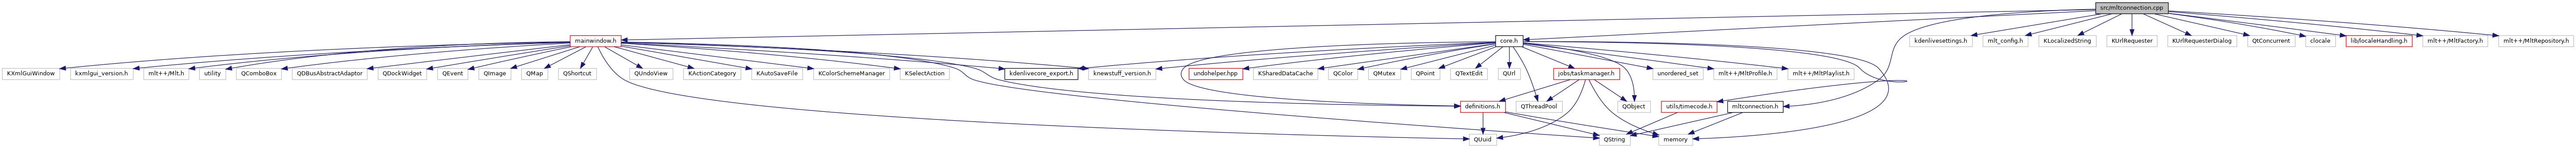 src/mltconnection.cpp
mainwindow.h
core.h
kdenlivesettings.h
mlt_config.h
KLocalizedString
KUrlRequester
KUrlRequesterDialog
QtConcurrent
clocale
lib/localeHandling.h
mlt++/MltFactory.h
mlt++/MltRepository.h
KXmlGuiWindow
kxmlgui_version.h
mlt++/Mlt.h
utility
QComboBox
QDBusAbstractAdaptor
QDockWidget
QEvent
QImage
QMap
QShortcut
QUndoView
KActionCategory
KAutoSaveFile
KColorSchemeManager
KSelectAction
kdenlivecore_export.h
knewstuff_version.h
undohelper.hpp
KSharedDataCache
QColor
QMutex
QPoint
QTextEdit
QUrl
jobs/taskmanager.h
unordered_set
mlt++/MltProfile.h
mlt++/MltPlaylist.h
definitions.h
QThreadPool
QObject
utils/timecode.h
mltconnection.h
QUuid
QString
memory